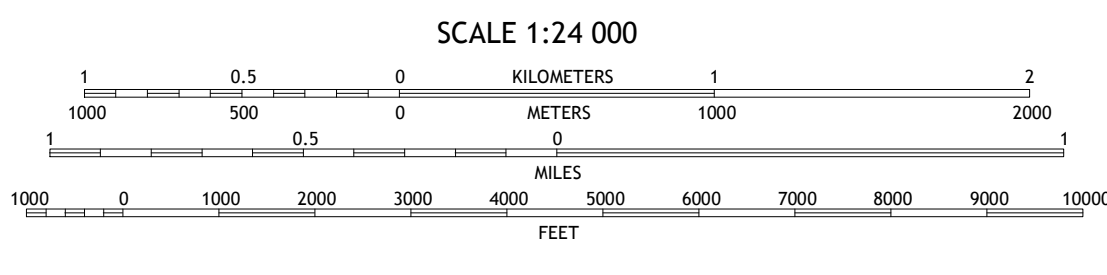 SCALE 1:24 000
1 0.5 0 KILOMETERS 1 2
1000 500 0 METERS 1000 2000
1 0.5 0 1
MILES
1000 0 1000 2000 3000 4000 5000 6000 7000 8000 9000 10000
FEET